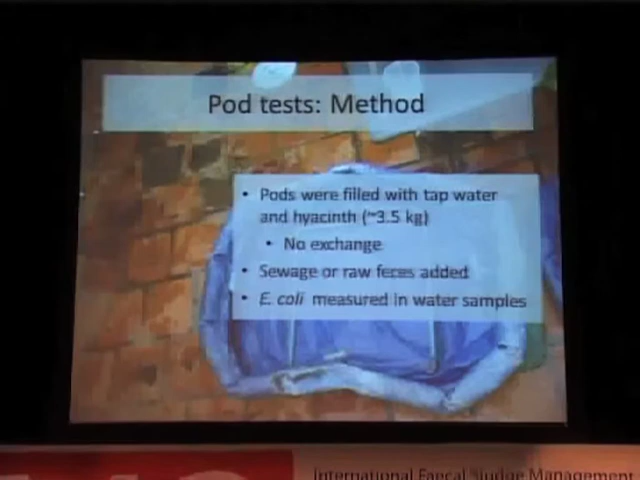 Pod tests: Method
• Pods were filled with tap water
and hyacinth (~3.5 kg)
• No exchange
• Sewage or raw feces added
• E. coli measured in water samples
International Faecal Sludge Management